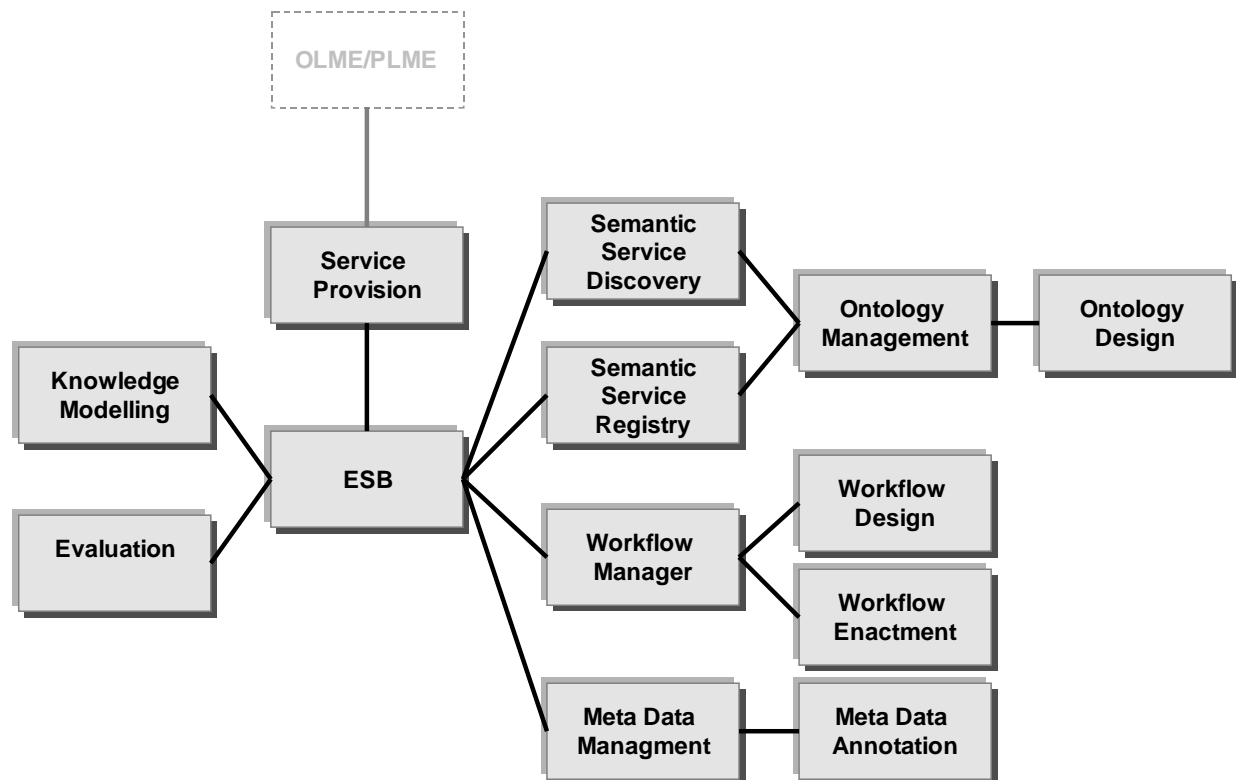 OLME/PLME
Service
Provision
Semantic
Service
Discovery
Ontology
Management
Ontology
Design
Knowledge
Modelling
Semantic
Service
Registry
ESB
Workflow
Design
Evaluation
Workflow
Manager
Workflow
Enactment
Meta Data
Managment
Meta Data
Annotation